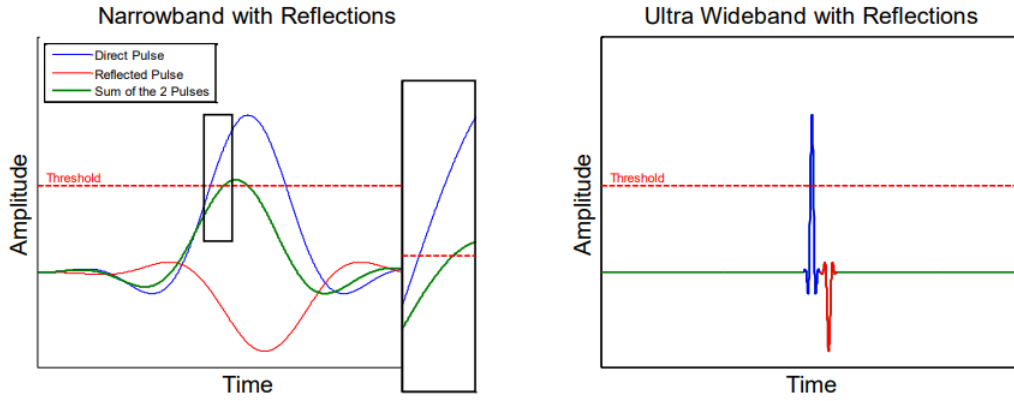 Narrowband with Reflections
Direct Pulse
Reflected Pulse
Sum of the 2 Pulses
Threshold
Amplitude
Time
Ultra Wideband with Reflections
Threshold
Amplitude
Time